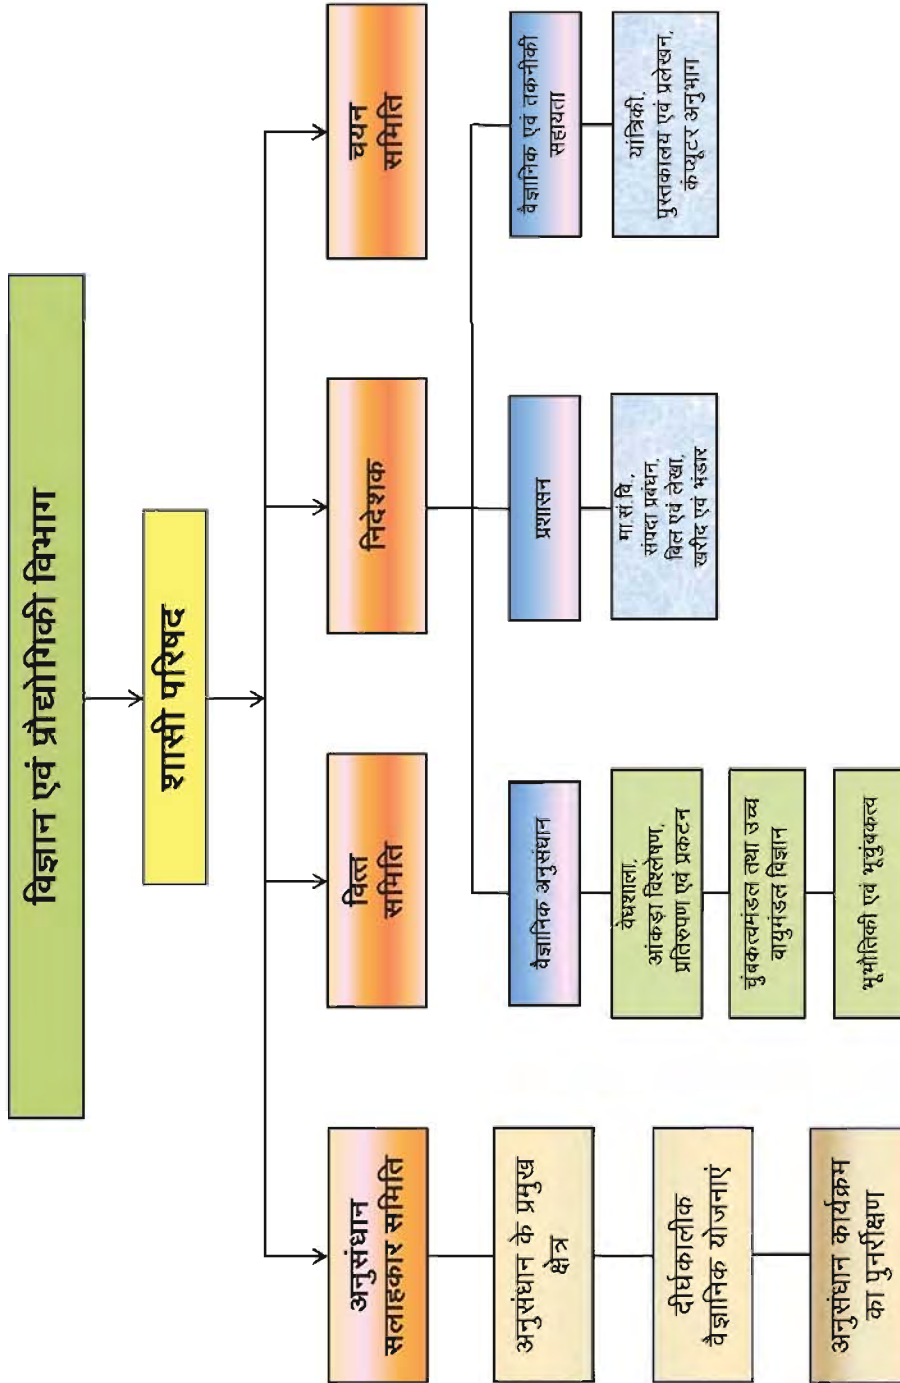 विज्ञान एवं प्रौद्योगिकी विभाग
शासी परिषद
अनुसंधान
सलाहकार समिति
वित्त
समिति
निदेशक
चयन
समिति
अनुसंधान के प्रमुख
क्षेत्र
दीर्घकालीक
वैज्ञानिक योजनाएं
अनुसंधान कार्यक्रम
का पुनर्रीक्षण
वैज्ञानिक अनुसंधान
वेधशाला,
आंकड़ा विश्लेषण,
प्रतिरुपण एवं प्रकटन
चुंबकत्वमंडल तथा उच्च
वायुमंडल विज्ञान
भूभौतिकी एवं भूचुंबकत्व
प्रशासन
मा.सं.वि.,
संपदा प्रबंधन,
बिल एवं लेखा,
खरीद एवं भंडार
वैज्ञानिक एवं तकनीकी
सहायता
यांत्रिकी,
पुस्तकालय एवं प्रलेखन,
कंप्यूटर अनुभाग